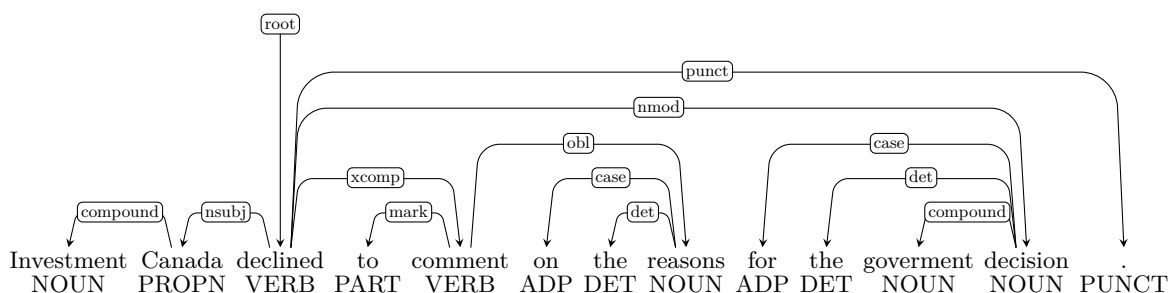 root
punct
nmod
obl case
xcomp case det
compound nsubj mark det compound
Investment Canada declined to comment on the reasons for the goverment decision .
NOUN PROPN VERB PART VERB ADP DET NOUN ADP DET NOUN NOUN PUNCT